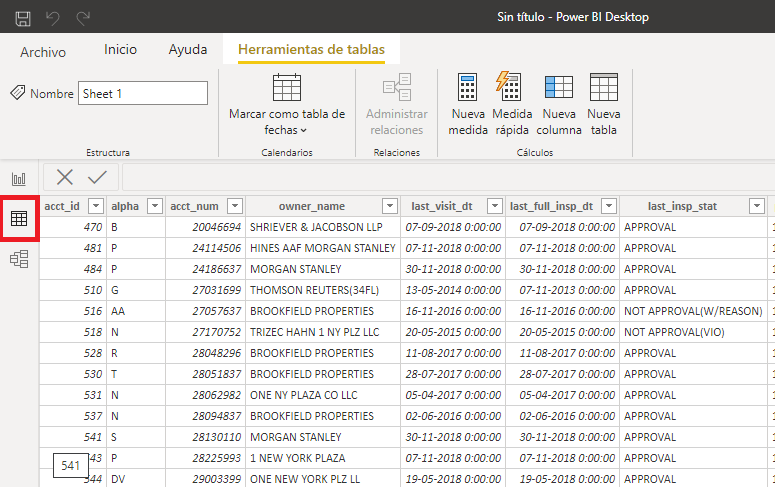 Sin título - Power BI Desktop
Archivo Inicio Ayuda Herramientas de tablas
Nombre Sheet 1
Marcar como tabla de fechas
Administrar relaciones
Nueva medida
Medida rápida
Nueva columna
Nueva tabla
Estructura Calendarios Relaciones Cálculos
acct_id alpha acct_num owner_name last_visit_dt last_full_insp_dt last_insp_stat
470 B 20046694 SHRIEVER & JACOBSON LLP 07-09-2018 0:00:00 07-09-2018 0:00:00 APPROVAL
481 P 24114506 HINES AAF MORGAN STANLEY 07-11-2018 0:00:00 07-11-2018 0:00:00 APPROVAL
484 P 24186637 MORGAN STANLEY 30-11-2018 0:00:00 30-11-2018 0:00:00 APPROVAL
510 G 27031699 THOMSON REUTERS(34FL) 13-05-2014 0:00:00 07-11-2013 0:00:00 APPROVAL
516 AA 27057637 BROOKFIELD PROPERTIES 16-11-2016 0:00:00 16-11-2016 0:00:00 NOT APPROVAL(W/REASON)
518 N 27170752 TRIZEC HAHN 1 NY PLZ LLC 20-05-2015 0:00:00 20-05-2015 0:00:00 NOT APPROVAL(VIO)
528 R 28048296 BROOKFIELD PROPERTIES 11-08-2017 0:00:00 11-08-2017 0:00:00 APPROVAL
530 T 28051837 BROOKFIELD PROPERTIES 28-07-2017 0:00:00 28-07-2017 0:00:00 APPROVAL
531 N 28062982 ONE NY PLAZA CO LLC 05-04-2017 0:00:00 05-04-2017 0:00:00 APPROVAL
537 N 28094837 BROOKFIELD PROPERTIES 02-06-2016 0:00:00 02-06-2016 0:00:00 APPROVAL
541 S 28130110 MORGAN STANLEY 30-11-2018 0:00:00 30-11-2018 0:00:00 APPROVAL
543 P 28225993 1 NEW YORK PLAZA 07-11-2018 0:00:00 07-11-2018 0:00:00 APPROVAL
541
544 DV 29003399 ONE NEW YORK PLZ LL 19-05-2018 0:00:00 19-05-2018 0:00:00 APPROVAL